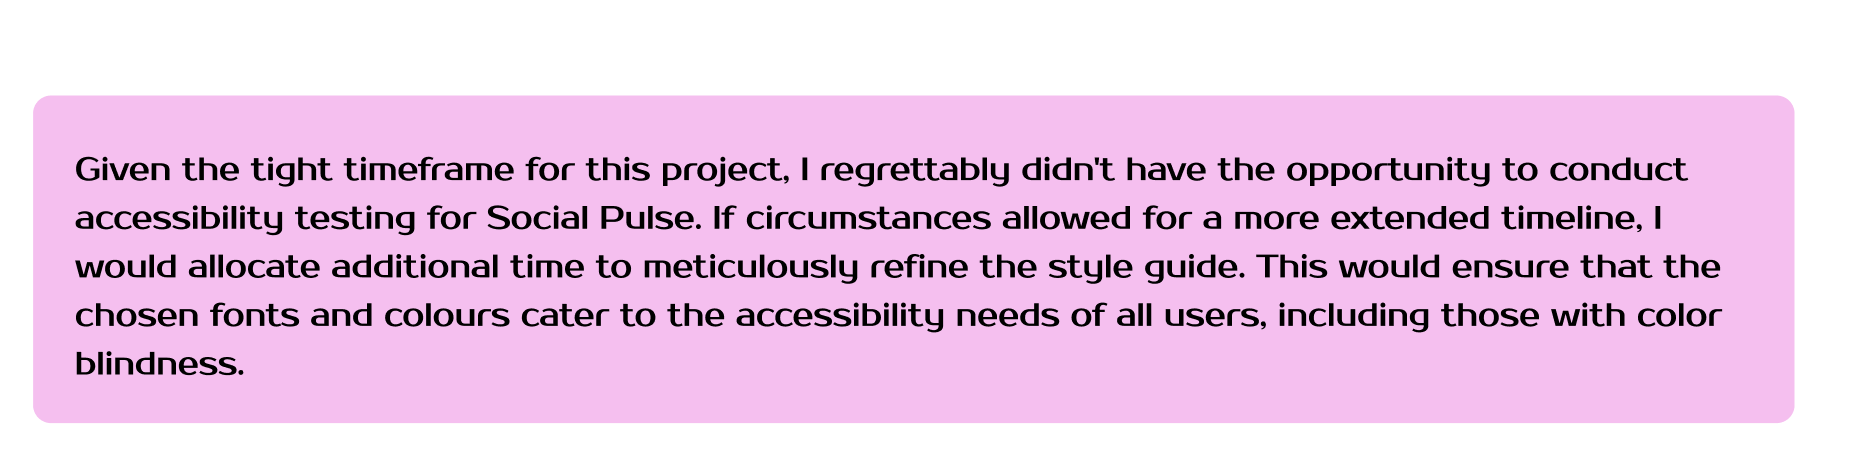 Given the tight timeframe for this project, I regrettably didn't have the opportunity to conduct
accessibility testing for Social Pulse. If circumstances allowed for a more extended timeline, I
would allocate additional time to meticulously refine the style guide. This would ensure that the
chosen fonts and colours cater to the accessibility needs of all users, including those with color
blindness.